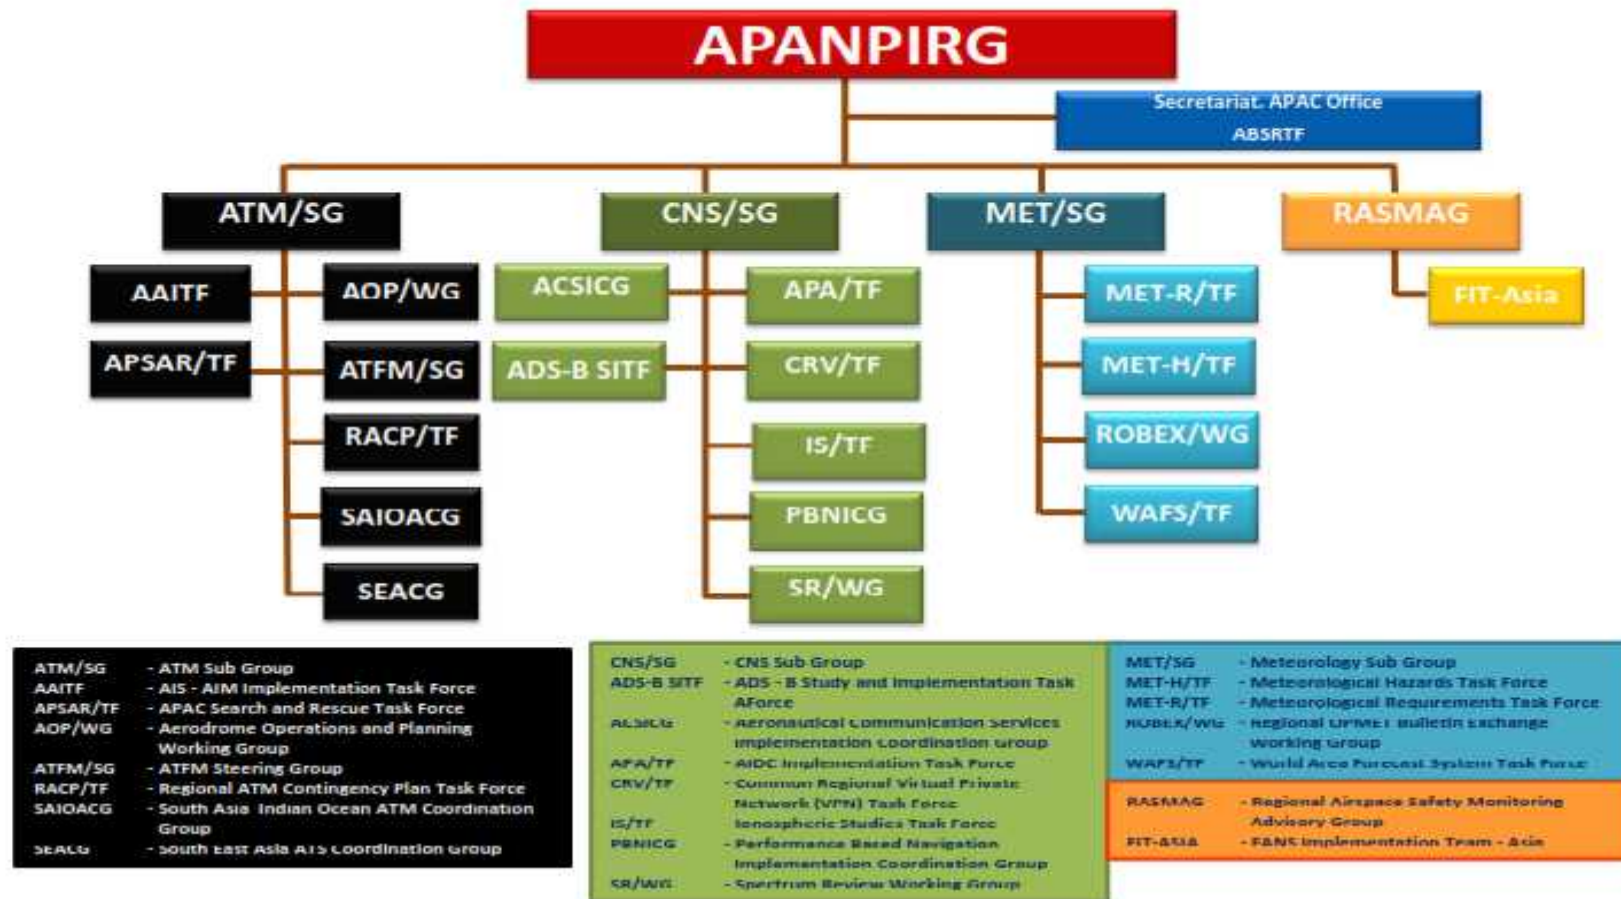 APANPIRG
Secretariat. APAC Office
ABSRTF
ATM/SG
CNS/SG
MET/SG
RASMAG
AAITF
AOP/WG
ACSICG
APA/TF
MET-R/TF
FIT-Asia
APSAR/TF
ATFM/SG
ADS-B SITF
CRV/TF
MET-H/TF
RACP/TF
IS/TF
ROBEX/WG
SAIOACG
PBNICG
WAFS/TF
SEACG
SR/WG
ATM/SG - ATM Sub Group
AAITF - AIS - AIM Implementation Task Force
APSAR/TF - APAC Search and Rescue Task Force
AOP/WG - Aerodrome Operations and Planning
Working Group
ATFM/SG - ATFM Steering Group
RACP/TF - Regional ATM Contingency Plan Task Force
SAIOACG - South Asia Indian Ocean ATM Coordination
Group
SEACG - South East Asia ATS Coordination Group
CNS/SG - CNS Sub Group
ADS-B SITF - ADS - B Study and Implementation Task
AForce
ACSICG - Aeronautical Communication Services
Implementation Coordination Group
APA/TF - AIDC Implementation Task Force
CRV/TF - Common Regional Virtual Private
Network (VPN) Task Force
IS/TF Ionospheric Studies Task Force
PBNICG - Performance Based Navigation
Implementation Coordination Group
SR/WG - Spectrum Review Working Group
MET/SG - Meteorology Sub Group
MET-H/TF - Meteorological Hazards Task Force
MET-R/TF - Meteorological Requirements Task Force
ROBEX/WG - Regional OPMET Bulletin Exchange
Working Group
WAFS/TF - World Area Forecast System Task Force
RASMAG - Regional Airspace Safety Monitoring
Advisory Group
FIT-ASIA - FANS Implementation Team - Asia